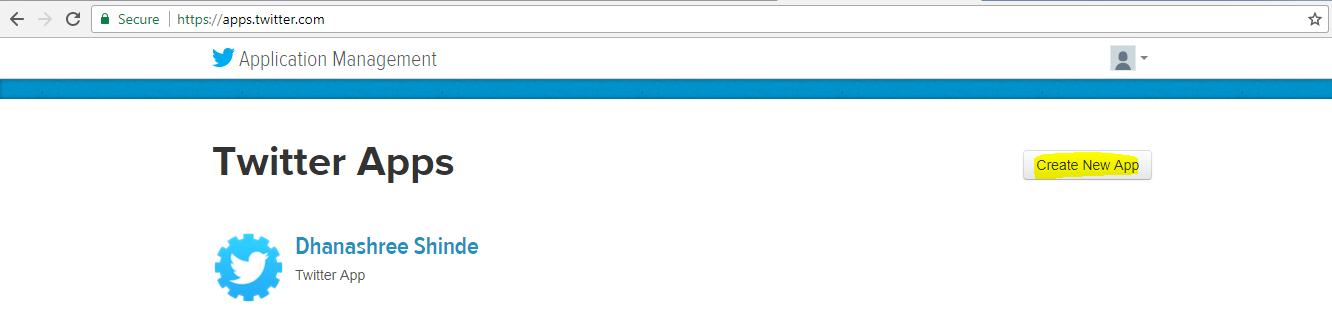 Secure https://apps.twitter.com
Application Management
Twitter Apps
Create New App
Dhanashree Shinde
Twitter App